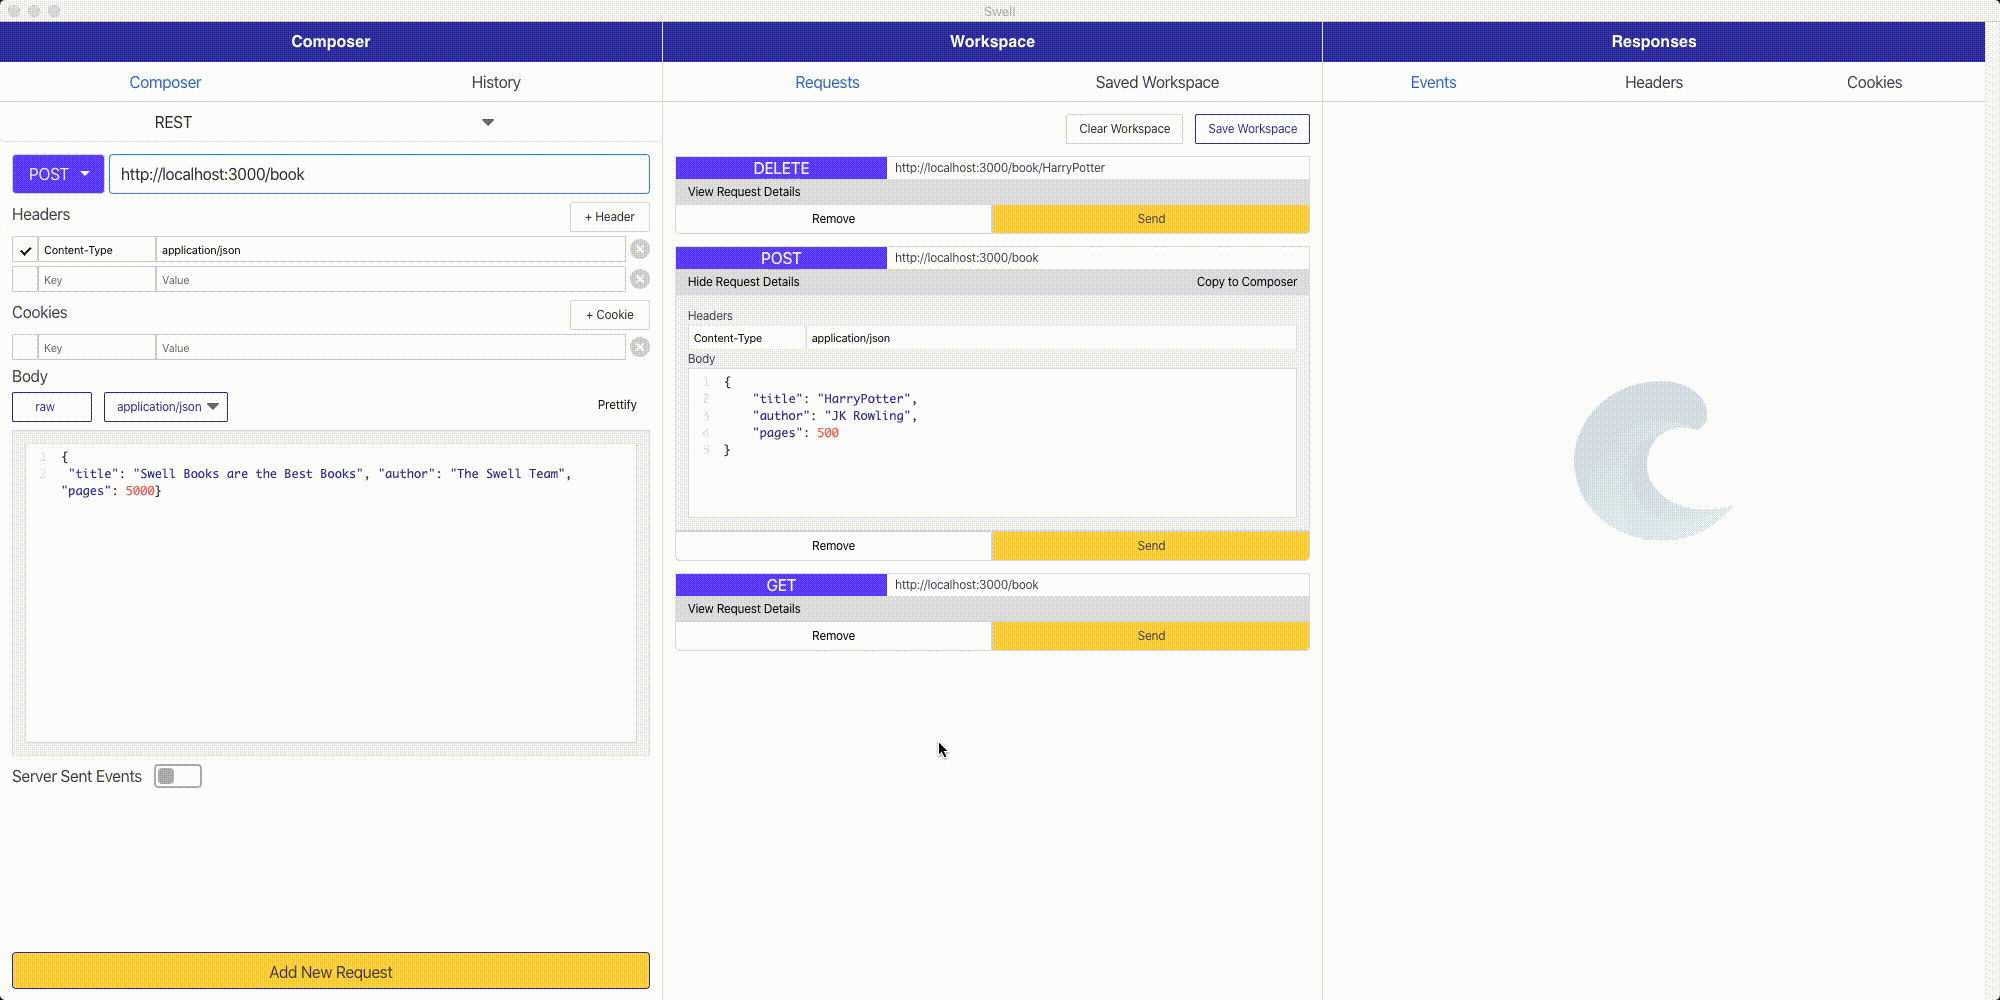 Swell
Composer
Composer History
REST
POST http://localhost:3000/book
Headers + Header
Content-Type application/json
Key Value
Cookies + Cookie
Key Value
Body
raw application/json Prettify
1 {
2 "title": "Swell Books are the Best Books", "author": "The Swell Team",
"pages": 5000}
Server Sent Events
Add New Request
Workspace
Requests Saved Workspace
Clear Workspace Save Workspace
DELETE http://localhost:3000/book/HarryPotter
View Request Details
Remove Send
POST http://localhost:3000/book
Hide Request Details Copy to Composer
Headers
Content-Type application/json
Body
1 {
2 "title": "HarryPotter",
3 "author": "JK Rowling",
4 "pages": 500
5 }
Remove Send
GET http://localhost:3000/book
View Request Details
Remove Send
Responses
Events Headers Cookies